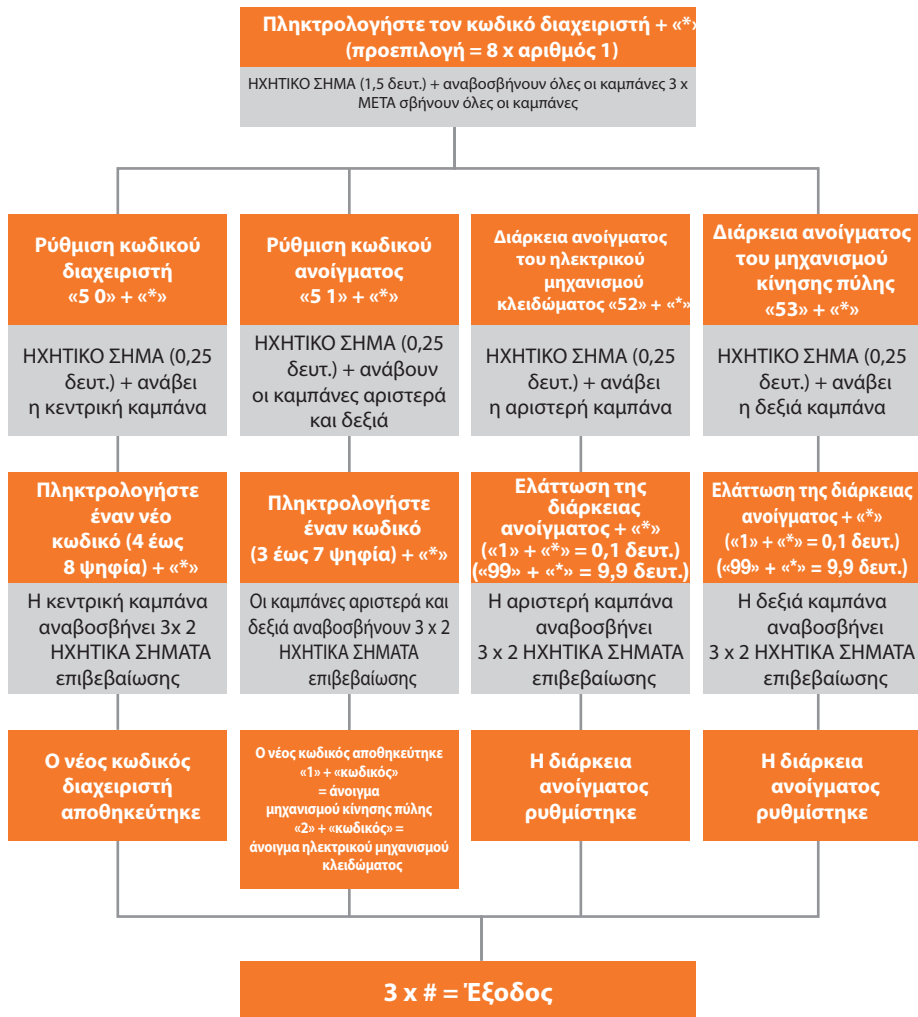 Πληκτρολογήστε τον κωδικό διαχειριστή + «*»
(προεπιλογή = 8 x αριθμός 1)
ΗΧΗΤΙΚΟ ΣΗΜΑ (1,5 δευτ.) + αναβοσβήνουν όλες οι καμπάνες 3 x
ΜΕΤΑ σβήνουν όλες οι καμπάνες
Ρύθμιση κωδικού
διαχειριστή
«5 0» + «*»
ΗΧΗΤΙΚΟ ΣΗΜΑ (0,25
δευτ.) + ανάβει
η κεντρική καμπάνα
Πληκτρολογήστε
έναν νέο
κωδικό (4 έως
8 ψηφία) + «*»
Η κεντρική καμπάνα
αναβοσβήνει 3x 2
ΗΧΗΤΙΚΑ ΣΗΜΑΤΑ
επιβεβαίωσης
Ο νέος κωδικός
διαχειριστή
αποθηκεύτηκε
Ρύθμιση κωδικού
ανοίγματος
«5 1» + «*»
ΗΧΗΤΙΚΟ ΣΗΜΑ (0,25
δευτ.) + ανάβουν
οι καμπάνες αριστερά
και δεξιά
Πληκτρολογήστε
έναν κωδικό
(3 έως 7 ψηφία) + «*»
Οι καμπάνες αριστερά και
δεξιά αναβοσβήνουν 3 x 2
ΗΧΗΤΙΚΑ ΣΗΜΑΤΑ
επιβεβαίωσης
Ο νέος κωδικός αποθηκεύτηκε
«1» + «κωδικός»
= άνοιγμα
μηχανισμού κίνησης πύλης
«2» + «κωδικός» =
άνοιγμα ηλεκτρικού μηχανισμού
κλειδώματος
Διάρκεια ανοίγματος
του ηλεκτρικού
μηχανισμού
κλειδώματος «52» + «*»
ΗΧΗΤΙΚΟ ΣΗΜΑ (0,25
δευτ.) + ανάβει
η αριστερή καμπάνα
Ελάττωση της
διάρκειας
ανοίγματος + «*»
(«1» + «*» = 0,1 δευτ.)
(«99» + «*» = 9,9 δευτ.)
Η αριστερή καμπάνα
αναβοσβήνει
3 x 2 ΗΧΗΤΙΚΑ ΣΗΜΑΤΑ
επιβεβαίωσης
Η διάρκεια
ανοίγματος
ρυθμίστηκε
Διάρκεια ανοίγματος
του μηχανισμού
κίνησης πύλης
«53» + «*»
ΗΧΗΤΙΚΟ ΣΗΜΑ (0,25
δευτ.) + ανάβει
η δεξιά καμπάνα
Ελάττωση της διάρκειας
ανοίγματος + «*»
(«1» + «*» = 0,1 δευτ.)
(«99» + «*» = 9,9 δευτ.)
Η δεξιά καμπάνα
αναβοσβήνει
3 x 2 ΗΧΗΤΙΚΑ ΣΗΜΑΤΑ
επιβεβαίωσης
Η διάρκεια
ανοίγματος
ρυθμίστηκε
3 x # = Έξοδος